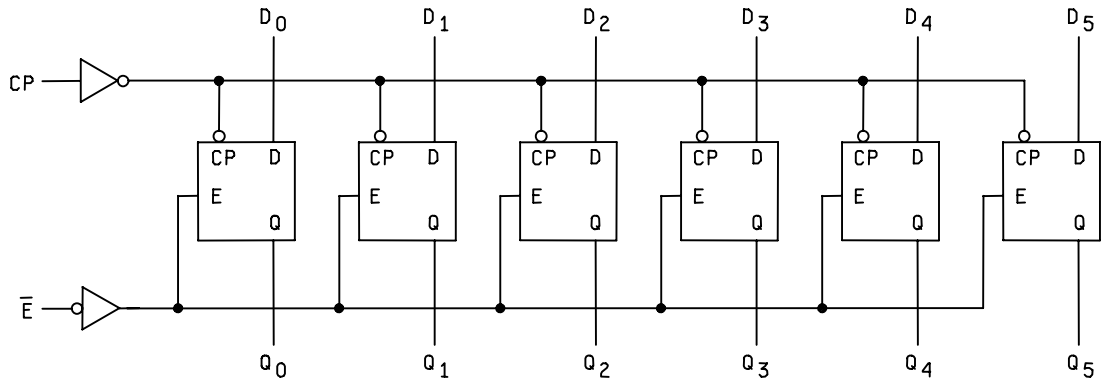 D0 D1 D2 D3 D4 D5
CP
CP D CP D CP D CP D CP D CP D
E E E E E E
Q Q Q Q Q Q
E̅
Q0 Q1 Q2 Q3 Q4 Q5